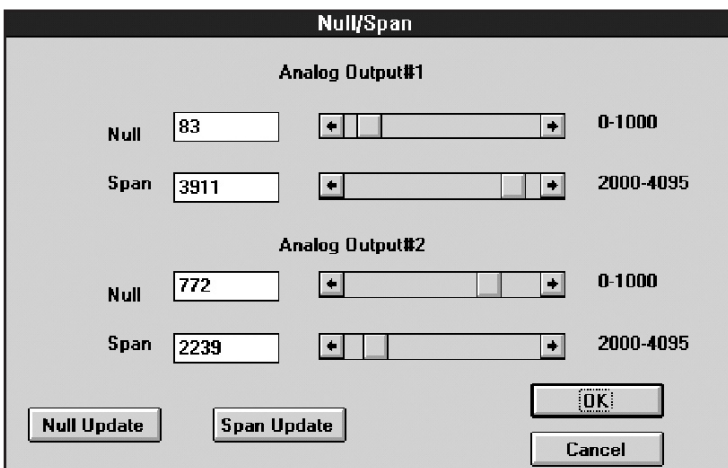 Null/Span
Analog Output#1
Null 83 0-1000
Span 3911 2000-4095
Analog Output#2
Null 772 0-1000
Span 2239 2000-4095
Null Update Span Update OK
Cancel